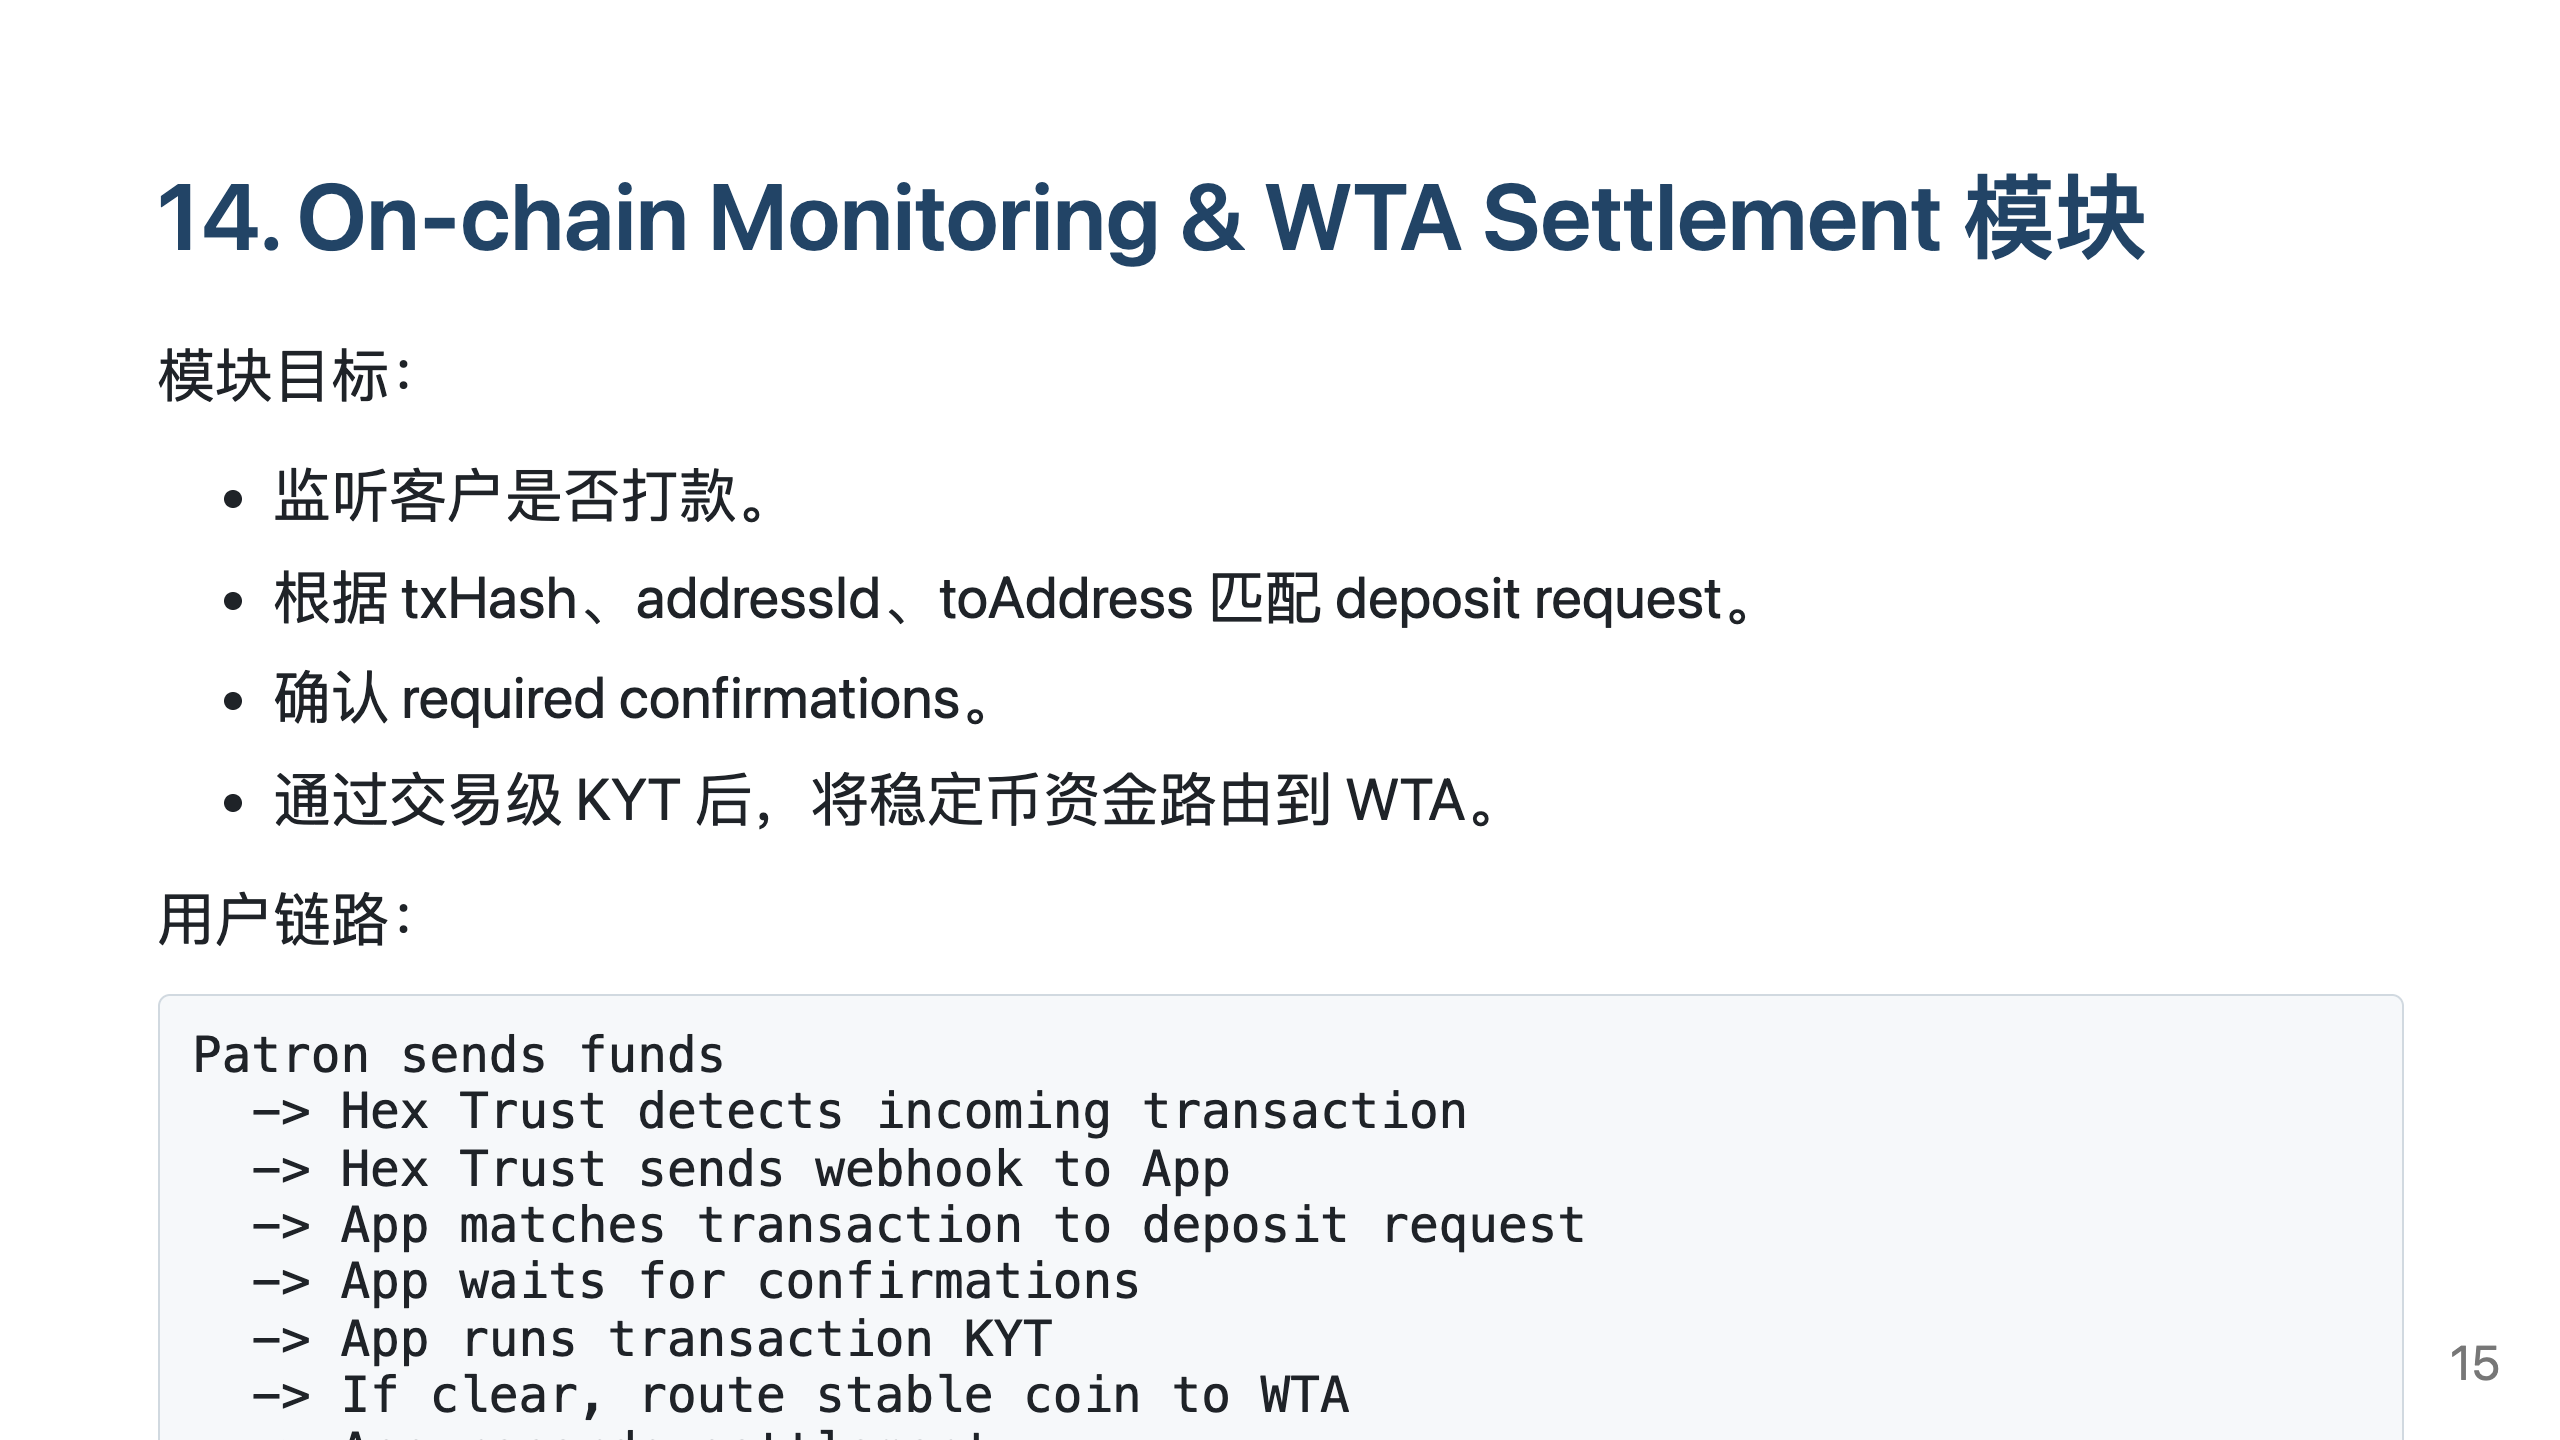 14. On-chain Monitoring & WTA Settlement 模块
模块目标：
• 监听客户是否打款。
• 根据 txHash、addressId、toAddress 匹配 deposit request。
• 确认 required confirmations。
• 通过交易级 KYT 后，将稳定币资金路由到 WTA。
用户链路：
Patron sends funds
-> Hex Trust detects incoming transaction
-> Hex Trust sends webhook to App
-> App matches transaction to deposit request
-> App waits for confirmations
-> App runs transaction KYT
-> If clear, route stable coin to WTA
15